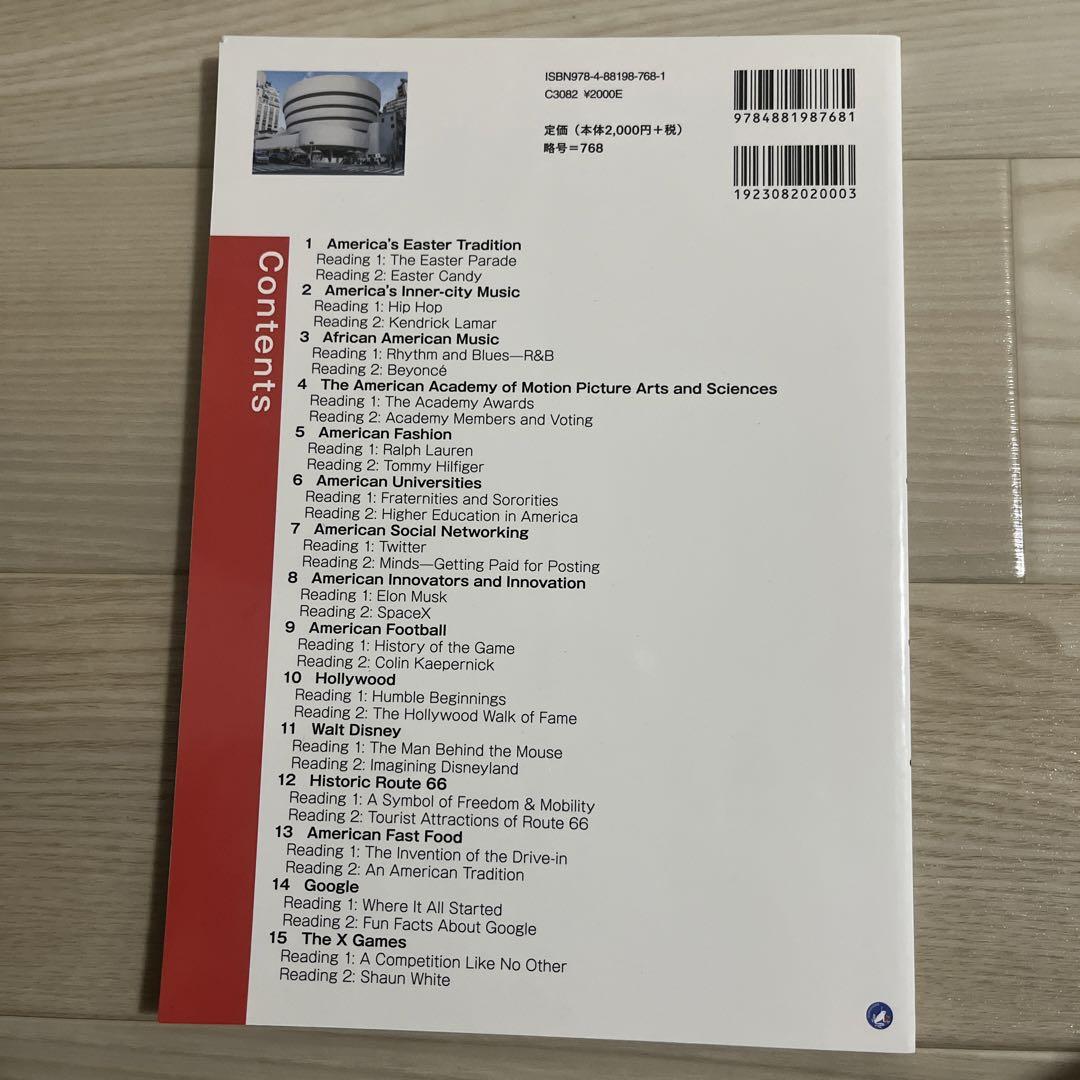 ISBN978-4-88198-768-1
C3082 ¥2000E
定価（本体2,000円＋税）
略号＝768
9784881987681
1923082020003
Contents
1 America's Easter Tradition
Reading 1: The Easter Parade
Reading 2: Easter Candy
2 America's Inner-city Music
Reading 1: Hip Hop
Reading 2: Kendrick Lamar
3 African American Music
Reading 1: Rhythm and Blues—R&B
Reading 2: Beyoncé
4 The American Academy of Motion Picture Arts and Sciences
Reading 1: The Academy Awards
Reading 2: Academy Members and Voting
5 American Fashion
Reading 1: Ralph Lauren
Reading 2: Tommy Hilfiger
6 American Universities
Reading 1: Fraternities and Sororities
Reading 2: Higher Education in America
7 American Social Networking
Reading 1: Twitter
Reading 2: Minds—Getting Paid for Posting
8 American Innovators and Innovation
Reading 1: Elon Musk
Reading 2: SpaceX
9 American Football
Reading 1: History of the Game
Reading 2: Colin Kaepernick
10 Hollywood
Reading 1: Humble Beginnings
Reading 2: The Hollywood Walk of Fame
11 Walt Disney
Reading 1: The Man Behind the Mouse
Reading 2: Imagining Disneyland
12 Historic Route 66
Reading 1: A Symbol of Freedom & Mobility
Reading 2: Tourist Attractions of Route 66
13 American Fast Food
Reading 1: The Invention of the Drive-in
Reading 2: An American Tradition
14 Google
Reading 1: Where It All Started
Reading 2: Fun Facts About Google
15 The X Games
Reading 1: A Competition Like No Other
Reading 2: Shaun White